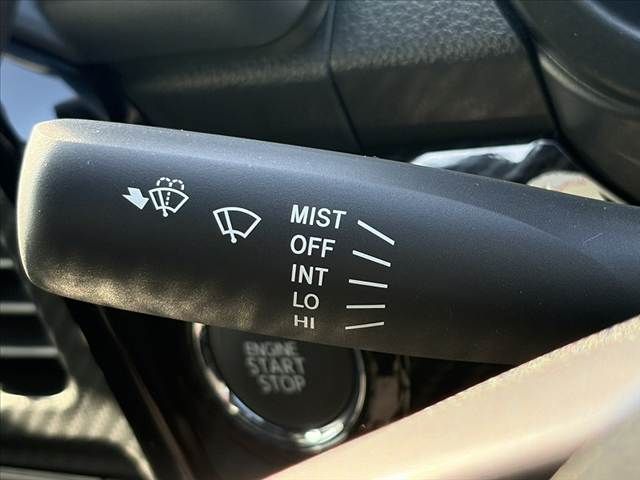 MIST
OFF
INT
LO
HI
ENGINE
START
STOP